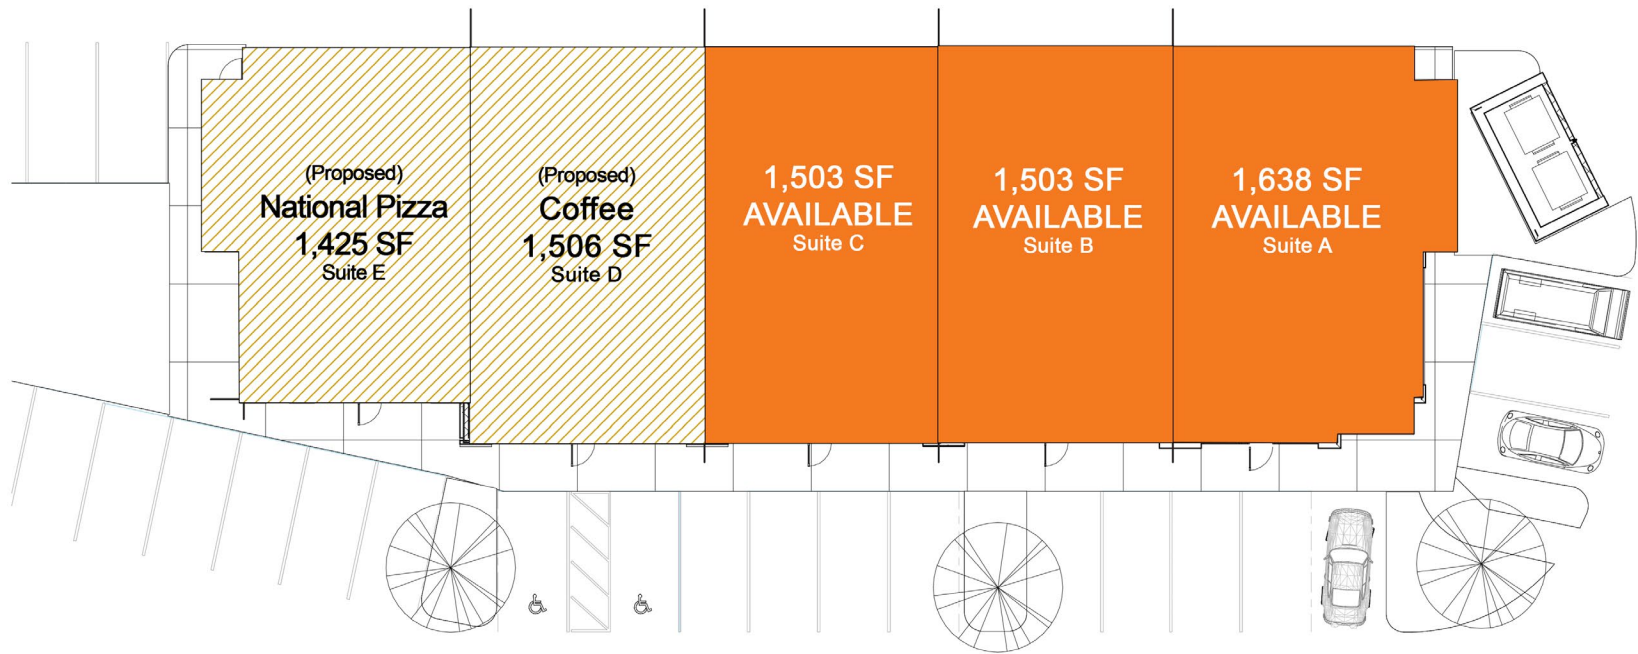 (Proposed)
National Pizza
1,425 SF
Suite E
(Proposed)
Coffee
1,506 SF
Suite D
1,503 SF
AVAILABLE
Suite C
1,503 SF
AVAILABLE
Suite B
1,638 SF
AVAILABLE
Suite A